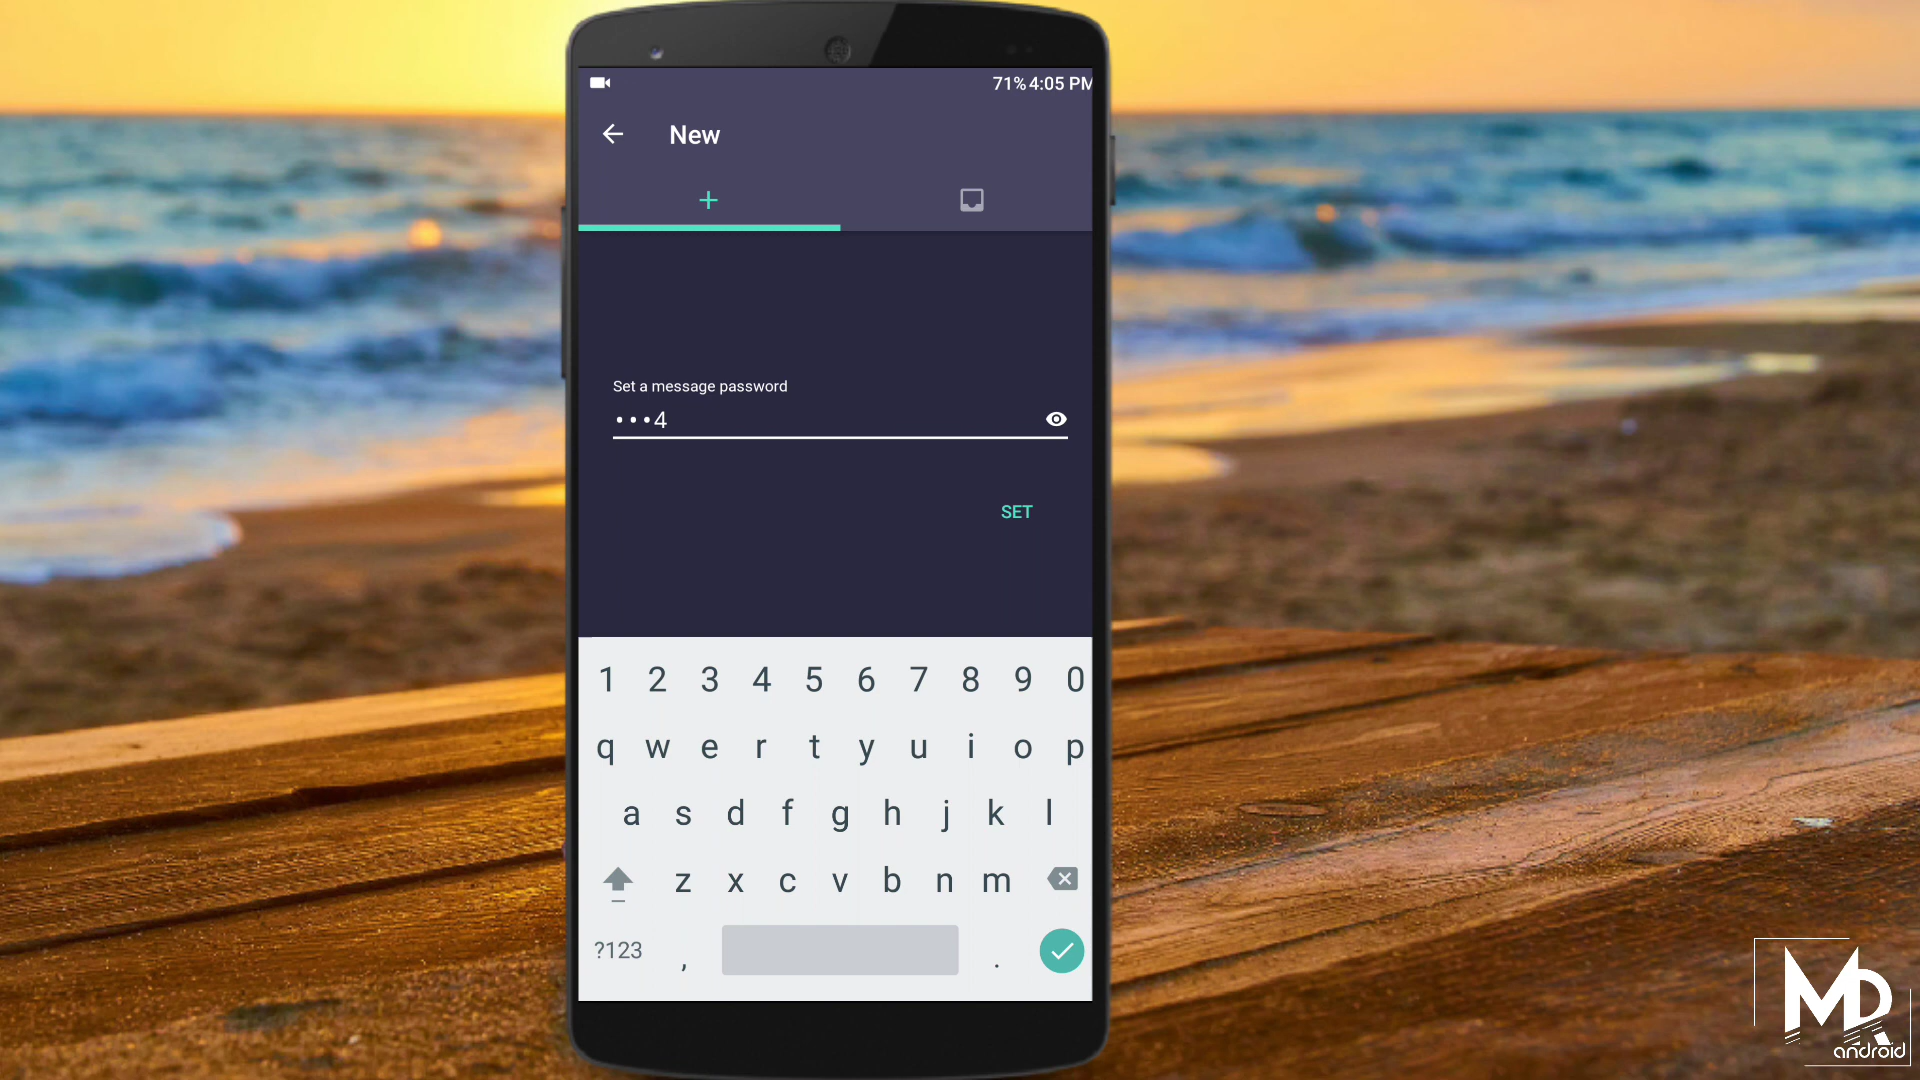 71% 4:05 PM
New
Set a message password
•••4
SET
1 2 3 4 5 6 7 8 9 0
q w e r t y u i o p
a s d f g h j k l
z x c v b n m
?123 , .
MR
android